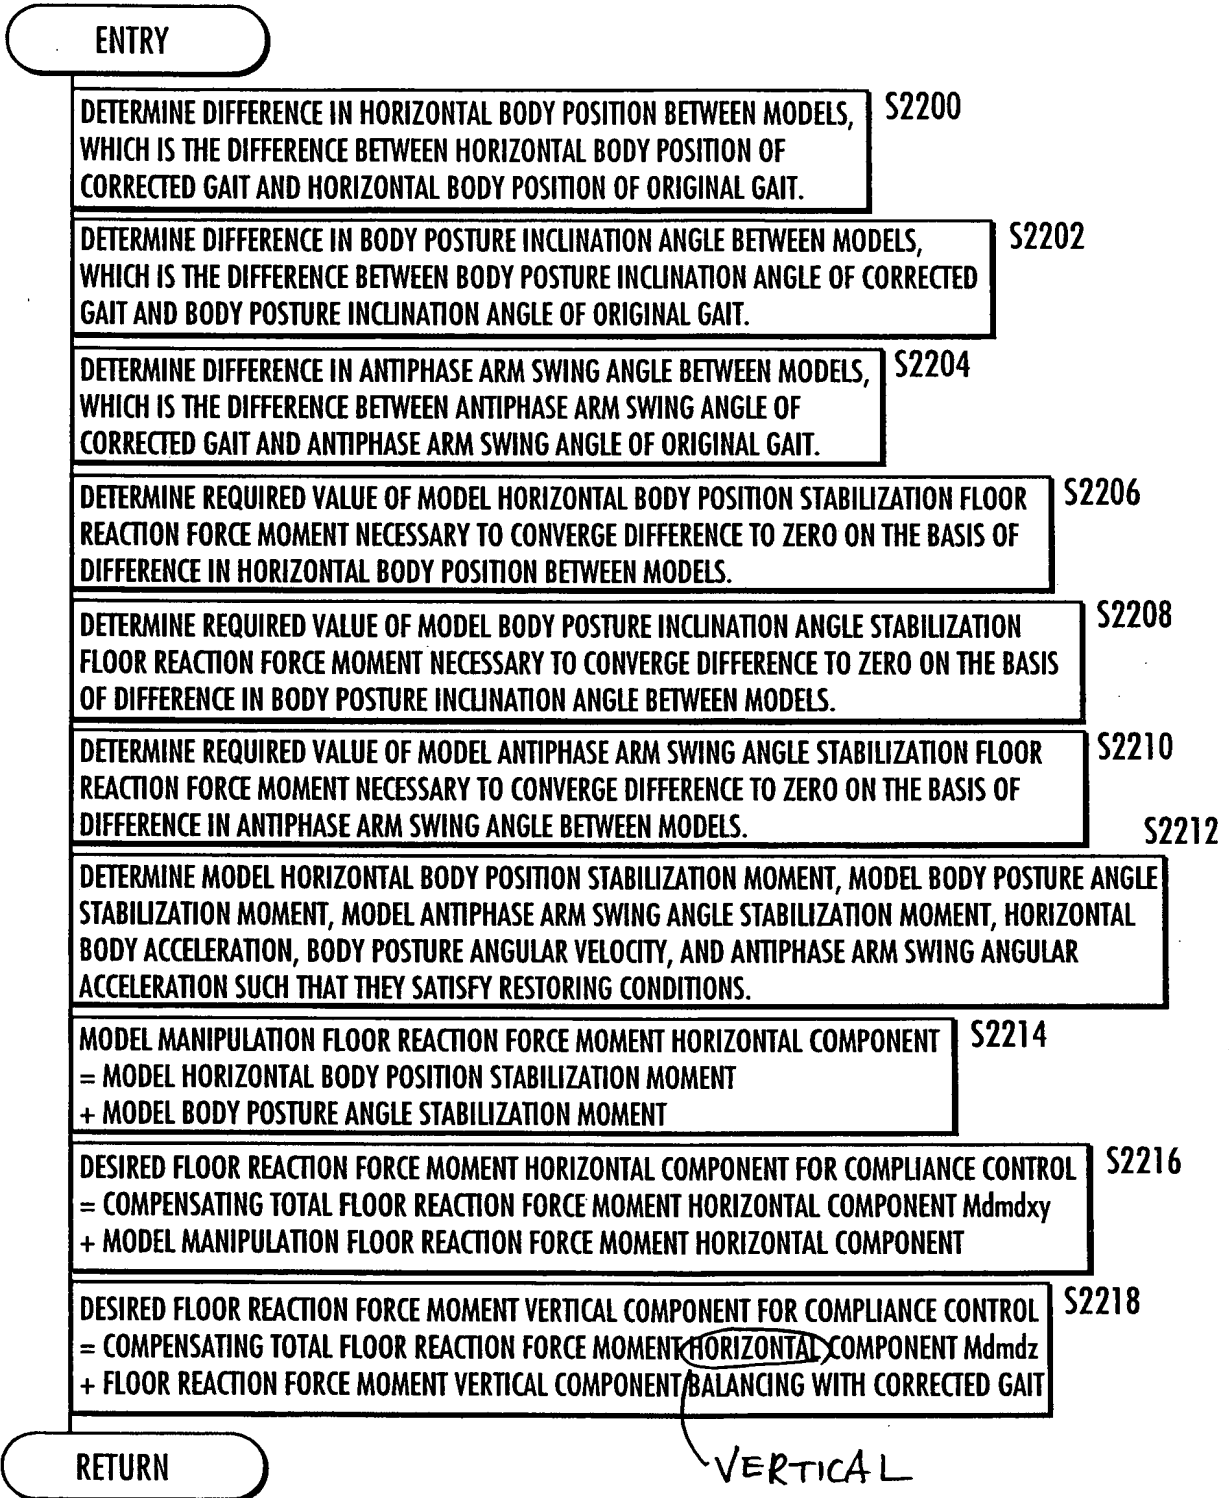 ENTRY
DETERMINE DIFFERENCE IN HORIZONTAL BODY POSITION BETWEEN MODELS,
WHICH IS THE DIFFERENCE BETWEEN HORIZONTAL BODY POSITION OF
CORRECTED GAIT AND HORIZONTAL BODY POSITION OF ORIGINAL GAIT.
S2200
DETERMINE DIFFERENCE IN BODY POSTURE INCLINATION ANGLE BETWEEN MODELS,
WHICH IS THE DIFFERENCE BETWEEN BODY POSTURE INCLINATION ANGLE OF CORRECTED
GAIT AND BODY POSTURE INCLINATION ANGLE OF ORIGINAL GAIT.
S2202
DETERMINE DIFFERENCE IN ANTIPHASE ARM SWING ANGLE BETWEEN MODELS,
WHICH IS THE DIFFERENCE BETWEEN ANTIPHASE ARM SWING ANGLE OF
CORRECTED GAIT AND ANTIPHASE ARM SWING ANGLE OF ORIGINAL GAIT.
S2204
DETERMINE REQUIRED VALUE OF MODEL HORIZONTAL BODY POSITION STABILIZATION FLOOR
REACTION FORCE MOMENT NECESSARY TO CONVERGE DIFFERENCE TO ZERO ON THE BASIS OF
DIFFERENCE IN HORIZONTAL BODY POSITION BETWEEN MODELS.
S2206
DETERMINE REQUIRED VALUE OF MODEL BODY POSTURE INCLINATION ANGLE STABILIZATION
FLOOR REACTION FORCE MOMENT NECESSARY TO CONVERGE DIFFERENCE TO ZERO ON THE BASIS
OF DIFFERENCE IN BODY POSTURE INCLINATION ANGLE BETWEEN MODELS.
S2208
DETERMINE REQUIRED VALUE OF MODEL ANTIPHASE ARM SWING ANGLE STABILIZATION FLOOR
REACTION FORCE MOMENT NECESSARY TO CONVERGE DIFFERENCE TO ZERO ON THE BASIS OF
DIFFERENCE IN ANTIPHASE ARM SWING ANGLE BETWEEN MODELS.
S2210
S2212
DETERMINE MODEL HORIZONTAL BODY POSITION STABILIZATION MOMENT, MODEL BODY POSTURE ANGLE
STABILIZATION MOMENT, MODEL ANTIPHASE ARM SWING ANGLE STABILIZATION MOMENT, HORIZONTAL
BODY ACCELERATION, BODY POSTURE ANGULAR VELOCITY, AND ANTIPHASE ARM SWING ANGULAR
ACCELERATION SUCH THAT THEY SATISFY RESTORING CONDITIONS.
MODEL MANIPULATION FLOOR REACTION FORCE MOMENT HORIZONTAL COMPONENT
= MODEL HORIZONTAL BODY POSITION STABILIZATION MOMENT
+ MODEL BODY POSTURE ANGLE STABILIZATION MOMENT
S2214
DESIRED FLOOR REACTION FORCE MOMENT HORIZONTAL COMPONENT FOR COMPLIANCE CONTROL
= COMPENSATING TOTAL FLOOR REACTION FORCE MOMENT HORIZONTAL COMPONENT Mdmdxy
+ MODEL MANIPULATION FLOOR REACTION FORCE MOMENT HORIZONTAL COMPONENT
S2216
DESIRED FLOOR REACTION FORCE MOMENT VERTICAL COMPONENT FOR COMPLIANCE CONTROL
= COMPENSATING TOTAL FLOOR REACTION FORCE MOMENT HORIZONTAL COMPONENT Mdmdz
+ FLOOR REACTION FORCE MOMENT VERTICAL COMPONENT BALANCING WITH CORRECTED GAIT
S2218
RETURN
VERTICAL